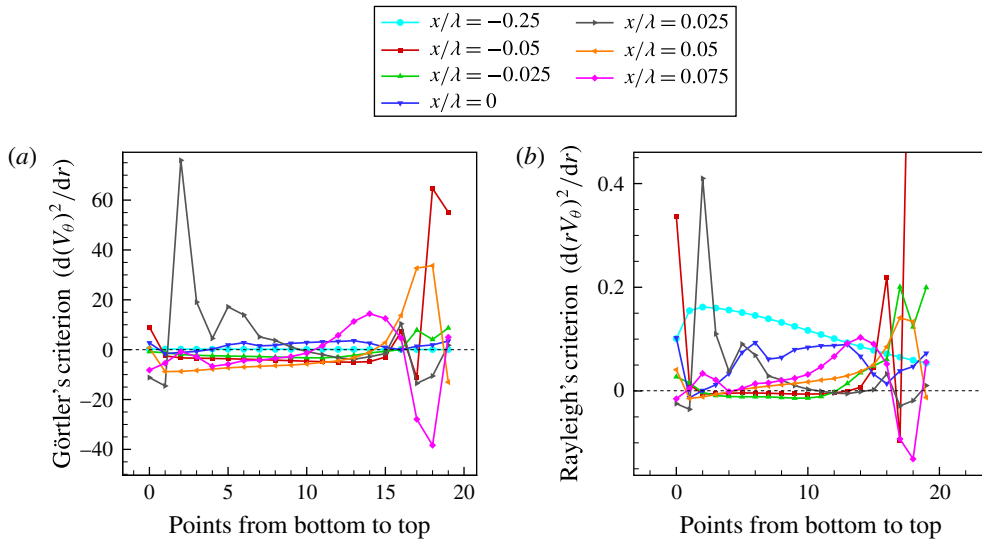 x/λ = −0.25
x/λ = −0.05
x/λ = −0.025
x/λ = 0
x/λ = 0.025
x/λ = 0.05
x/λ = 0.075
(a)
Görtler's criterion (d(V_θ)²/dr)
60
40
20
10
0
−20
−40
0
5
10
15
20
Points from bottom to top
(b)
Rayleigh's criterion (d(rV_θ)²/dr)
0.4
0.2
0
0
10
20
Points from bottom to top